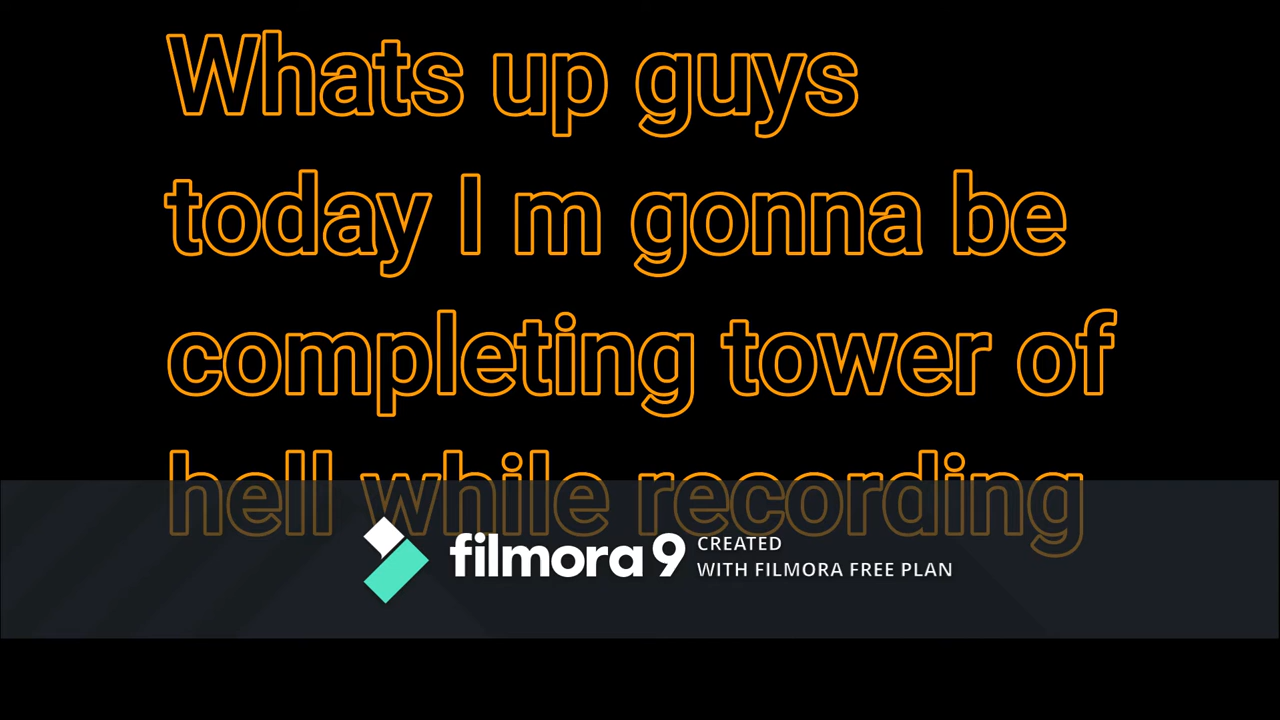 Whats up guys
today I m gonna be
completing tower of
hell while recording
filmora 9 CREATED
WITH FILMORA FREE PLAN